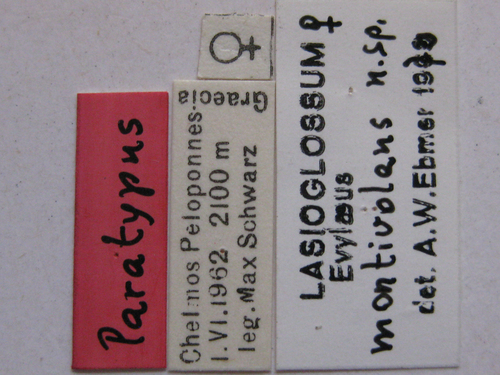 Paratypus
♀
Graecia
Chelmos Peloponnes.
1.VI.1962 2100 m
leg. Max Schwarz
LASIOGLOSSUM ♀
Evylaeus
montivolans n.sp.
det. A.W.Ebmer